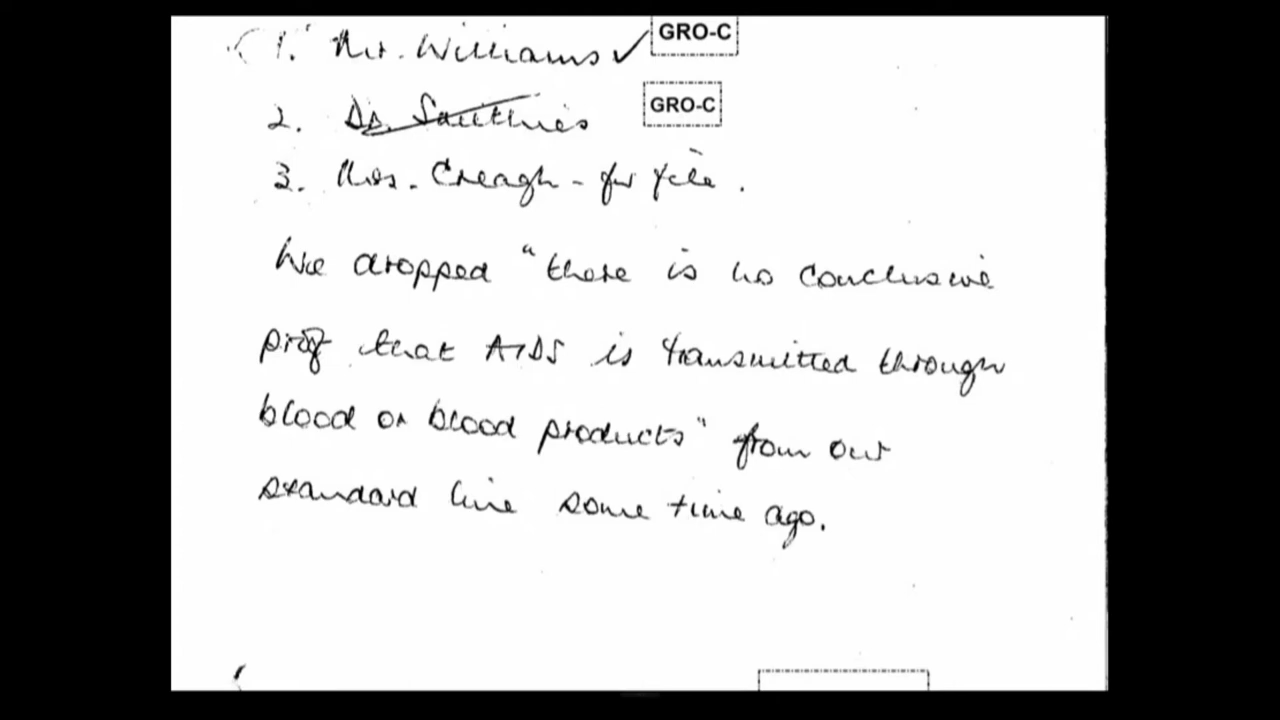 1. Mr. Williams ✓ GRO-C
2. Dr. Smithies GRO-C
3. Mrs. Creagh - for file.
We dropped "there is no conclusive
proof that AIDS is transmitted through
blood or blood products" from our
standard line some time ago.